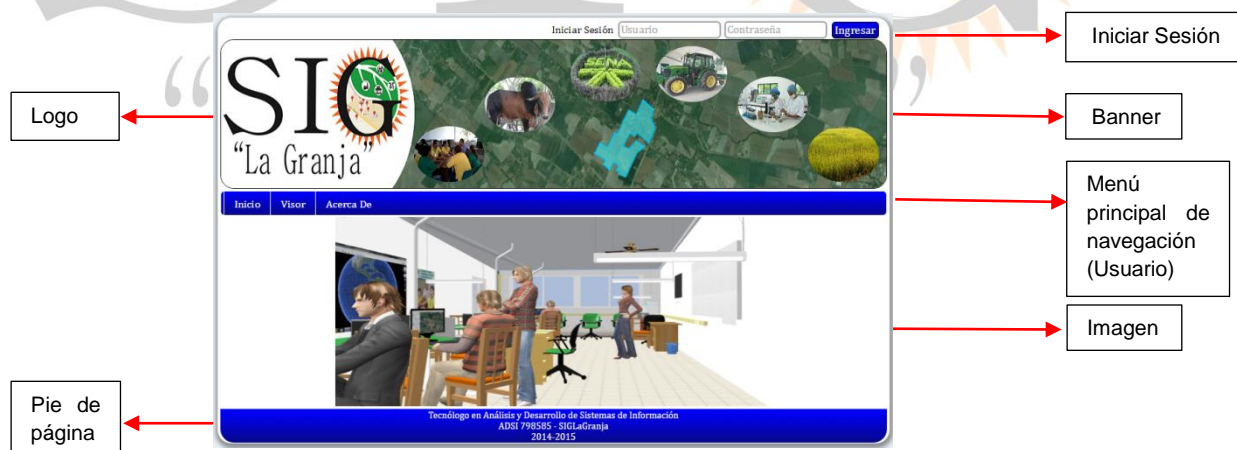 Iniciar Sesión Usuario Contraseña Ingresar
Iniciar Sesión
SENA
SIG
"La Granja"
Logo
Banner
Inicio Visor Acerca De
Menú
principal de
navegación
(Usuario)
Imagen
Tecnólogo en Análisis y Desarrollo de Sistemas de Información
ADSI 798585 - SIGLaGranja
2014-2015
Pie de
página